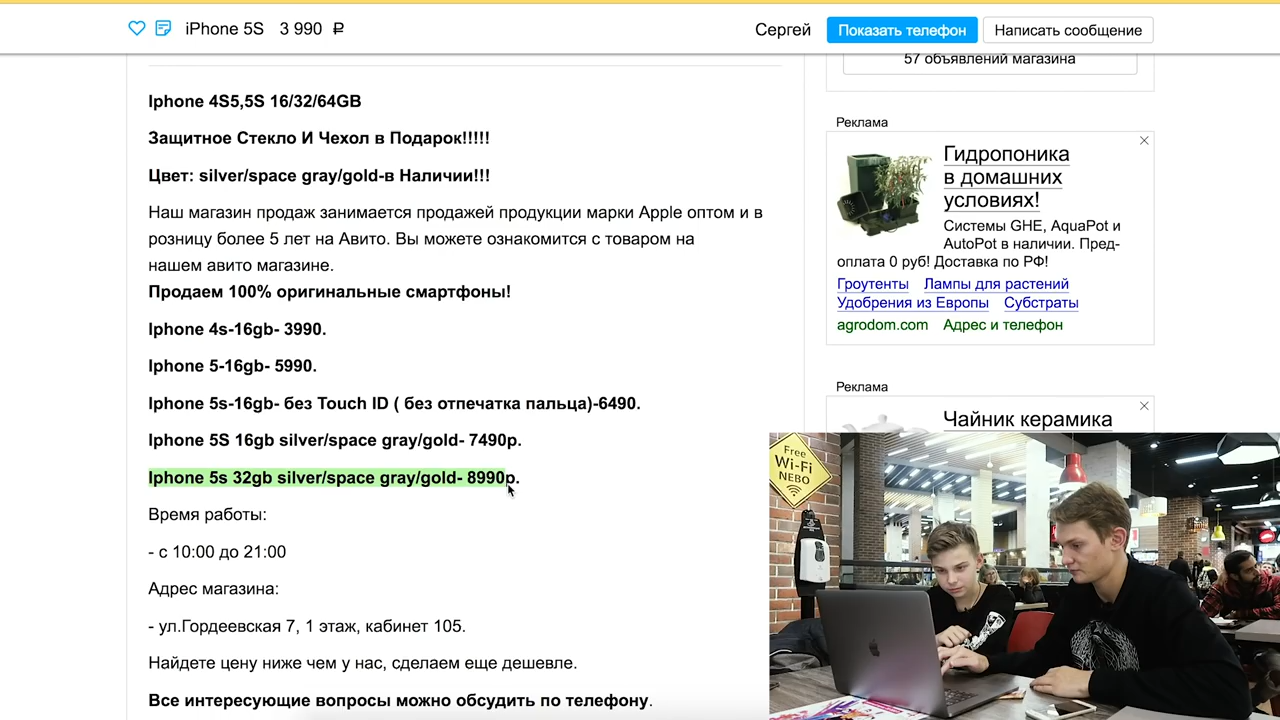 iPhone 5S 3 990 ₽
Сергей
Показать телефон
Написать сообщение
57 объявлений магазина
Iphone 4S5,5S 16/32/64GB
Защитное Стекло И Чехол в Подарок!!!!!
Цвет: silver/space gray/gold-в Наличии!!!
Наш магазин продаж занимается продажей продукции марки Apple оптом и в
розницу более 5 лет на Авито. Вы можете ознакомится с товаром на
нашем авито магазине.
Продаем 100% оригинальные смартфоны!
Iphone 4s-16gb- 3990.
Iphone 5-16gb- 5990.
Iphone 5s-16gb- без Touch ID ( без отпечатка пальца)-6490.
Iphone 5S 16gb silver/space gray/gold- 7490р.
Iphone 5s 32gb silver/space gray/gold- 8990р.
Время работы:
- с 10:00 до 21:00
Адрес магазина:
- ул.Гордеевская 7, 1 этаж, кабинет 105.
Найдете цену ниже чем у нас, сделаем еще дешевле.
Все интересующие вопросы можно обсудить по телефону.
Реклама
Гидропоника
в домашних
условиях!
Системы GHE, AquaPot и
AutoPot в наличии. Пред-
оплата 0 руб! Доставка по РФ!
Гроутенты Лампы для растений
Удобрения из Европы Субстраты
agrodom.com Адрес и телефон
Реклама
Чайник керамика
Free
Wi-Fi
NEBO